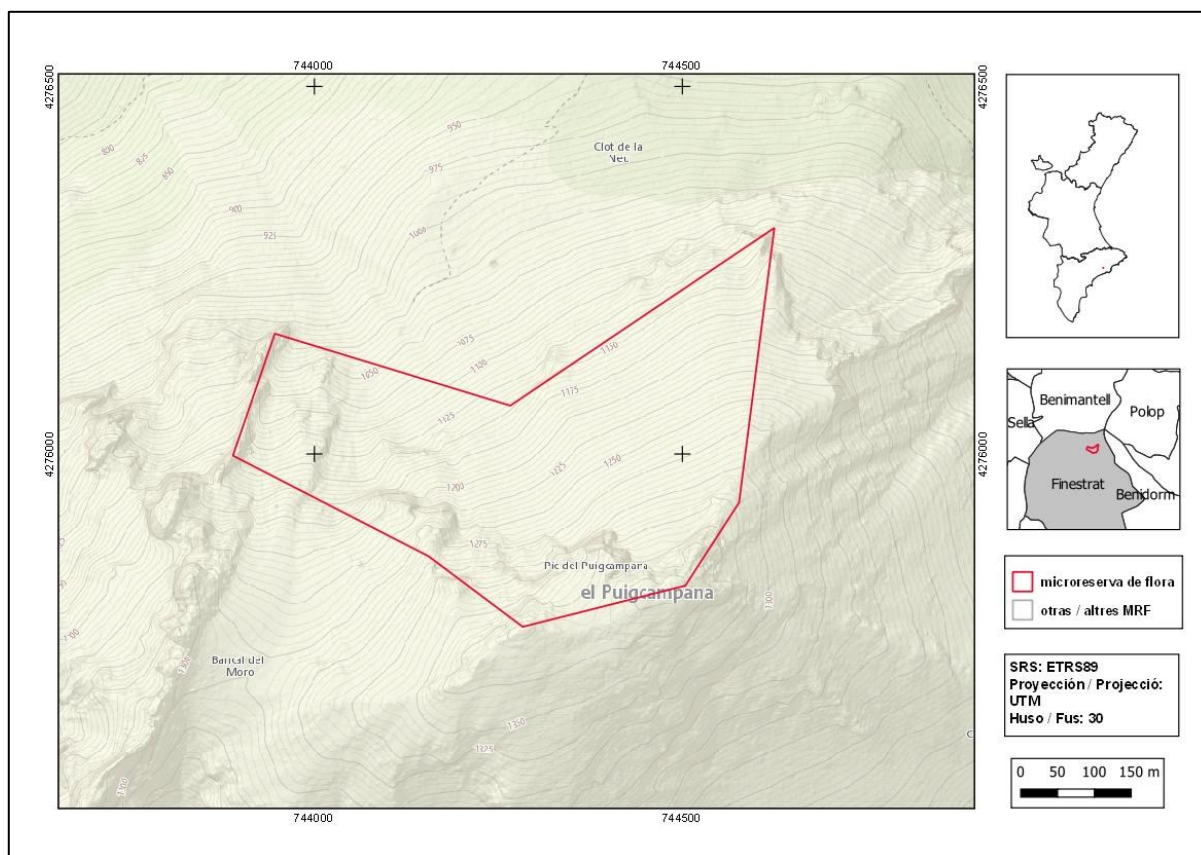 744000
744500
4276500
4276500
950
Clot de la
Neu
800
825
850
975
900
925
1000
1075
1050
1100
1150
1175
1125
4276000
4276000
1225
1250
1200
1275
Pic del Puigcampana
el Puigcampana
1300
Barrcal del
Moro
1350
1325
744000
744500
Benimantell
Sella
Polop
Finestrat
Benidorm
microreserva de flora
otras / altres MRF
SRS: ETRS89
Proyección / Projecció:
UTM
Huso / Fus: 30
0 50 100 150 m